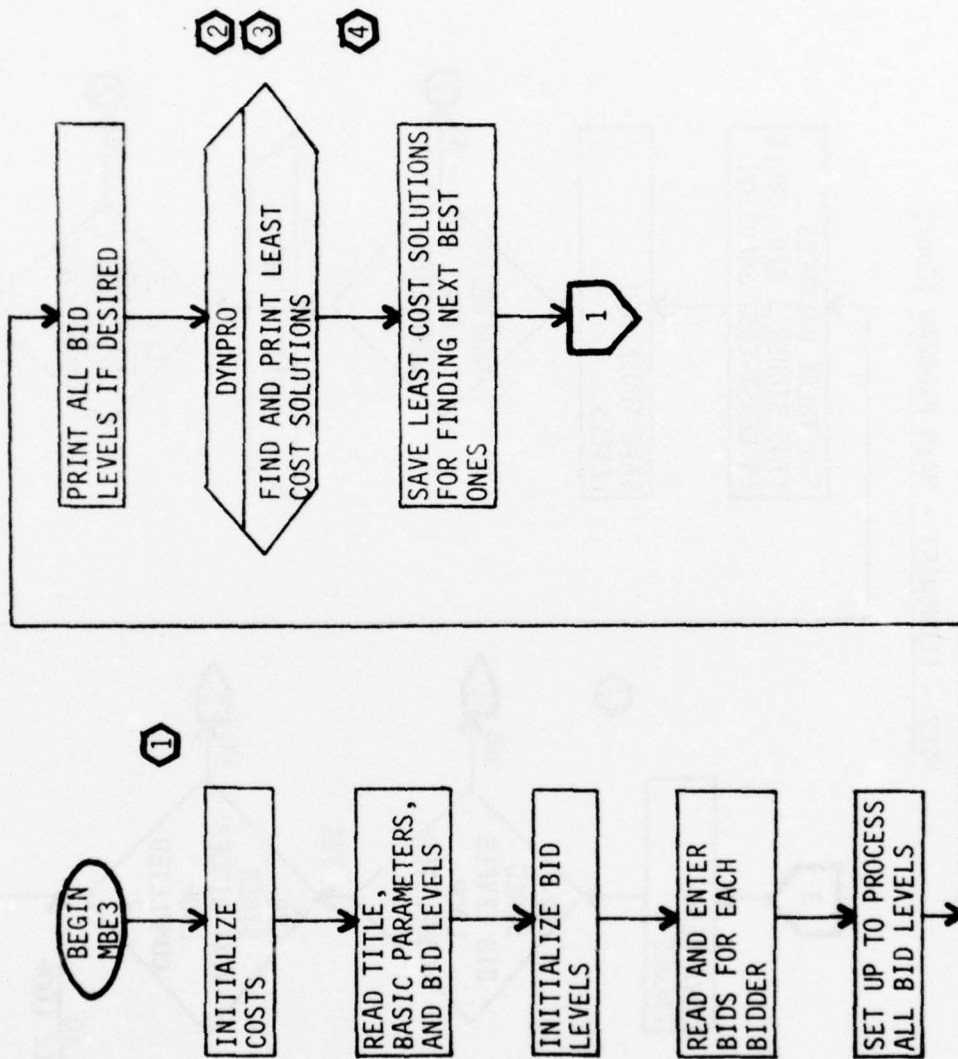 BEGIN
MBE3
1
INITIALIZE
COSTS
READ TITLE,
BASIC PARAMETERS,
AND BID LEVELS
INITIALIZE BID
LEVELS
READ AND ENTER
BIDS FOR EACH
BIDDER
SET UP TO PROCESS
ALL BID LEVELS
PRINT ALL BID
LEVELS IF DESIRED
2
DYNPRO
3
FIND AND PRINT LEAST
COST SOLUTIONS
4
SAVE LEAST COST SOLUTIONS
FOR FINDING NEXT BEST
ONES
1